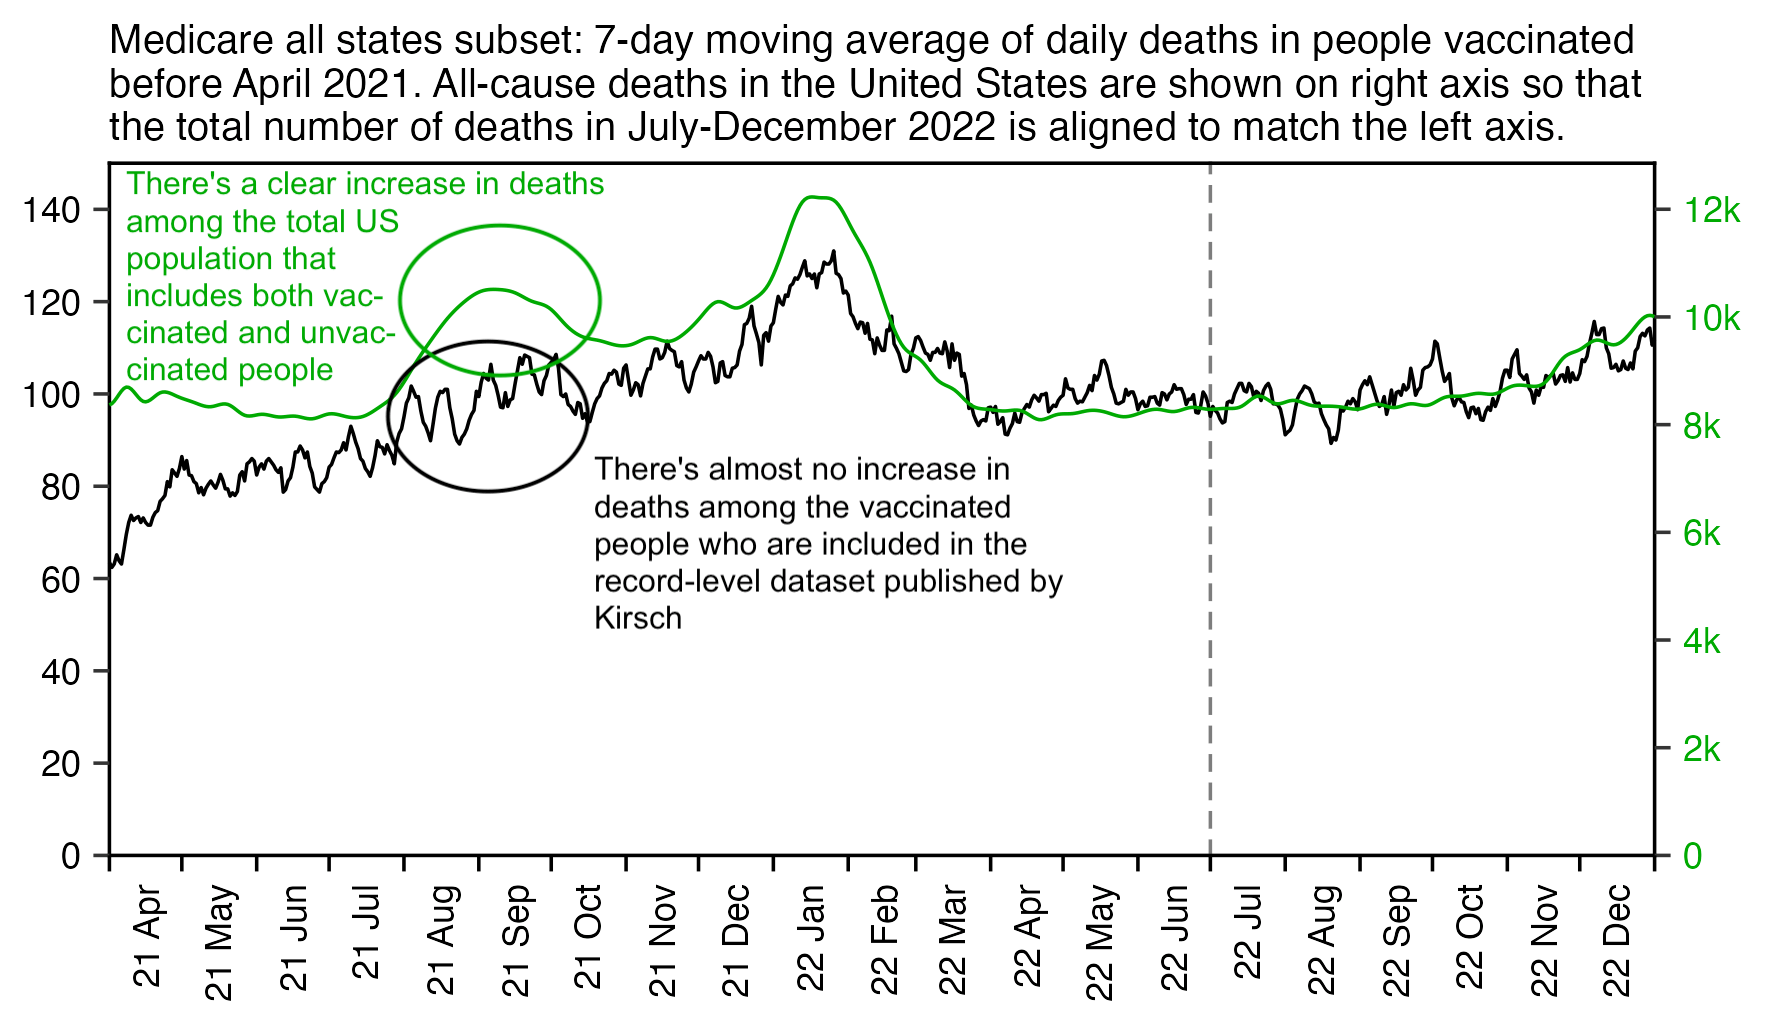 Medicare all states subset: 7-day moving average of daily deaths in people vaccinated
before April 2021. All-cause deaths in the United States are shown on right axis so that
the total number of deaths in July-December 2022 is aligned to match the left axis.
There's a clear increase in deaths
among the total US
population that
includes both vac-
cinated and unvac-
cinated people
There's almost no increase in
deaths among the vaccinated
people who are included in the
record-level dataset published by
Kirsch
140
120
100
80
60
40
20
0
12k
10k
8k
6k
4k
2k
0
21 Apr
21 May
21 Jun
21 Jul
21 Aug
21 Sep
21 Oct
21 Nov
21 Dec
22 Jan
22 Feb
22 Mar
22 Apr
22 May
22 Jun
22 Jul
22 Aug
22 Sep
22 Oct
22 Nov
22 Dec